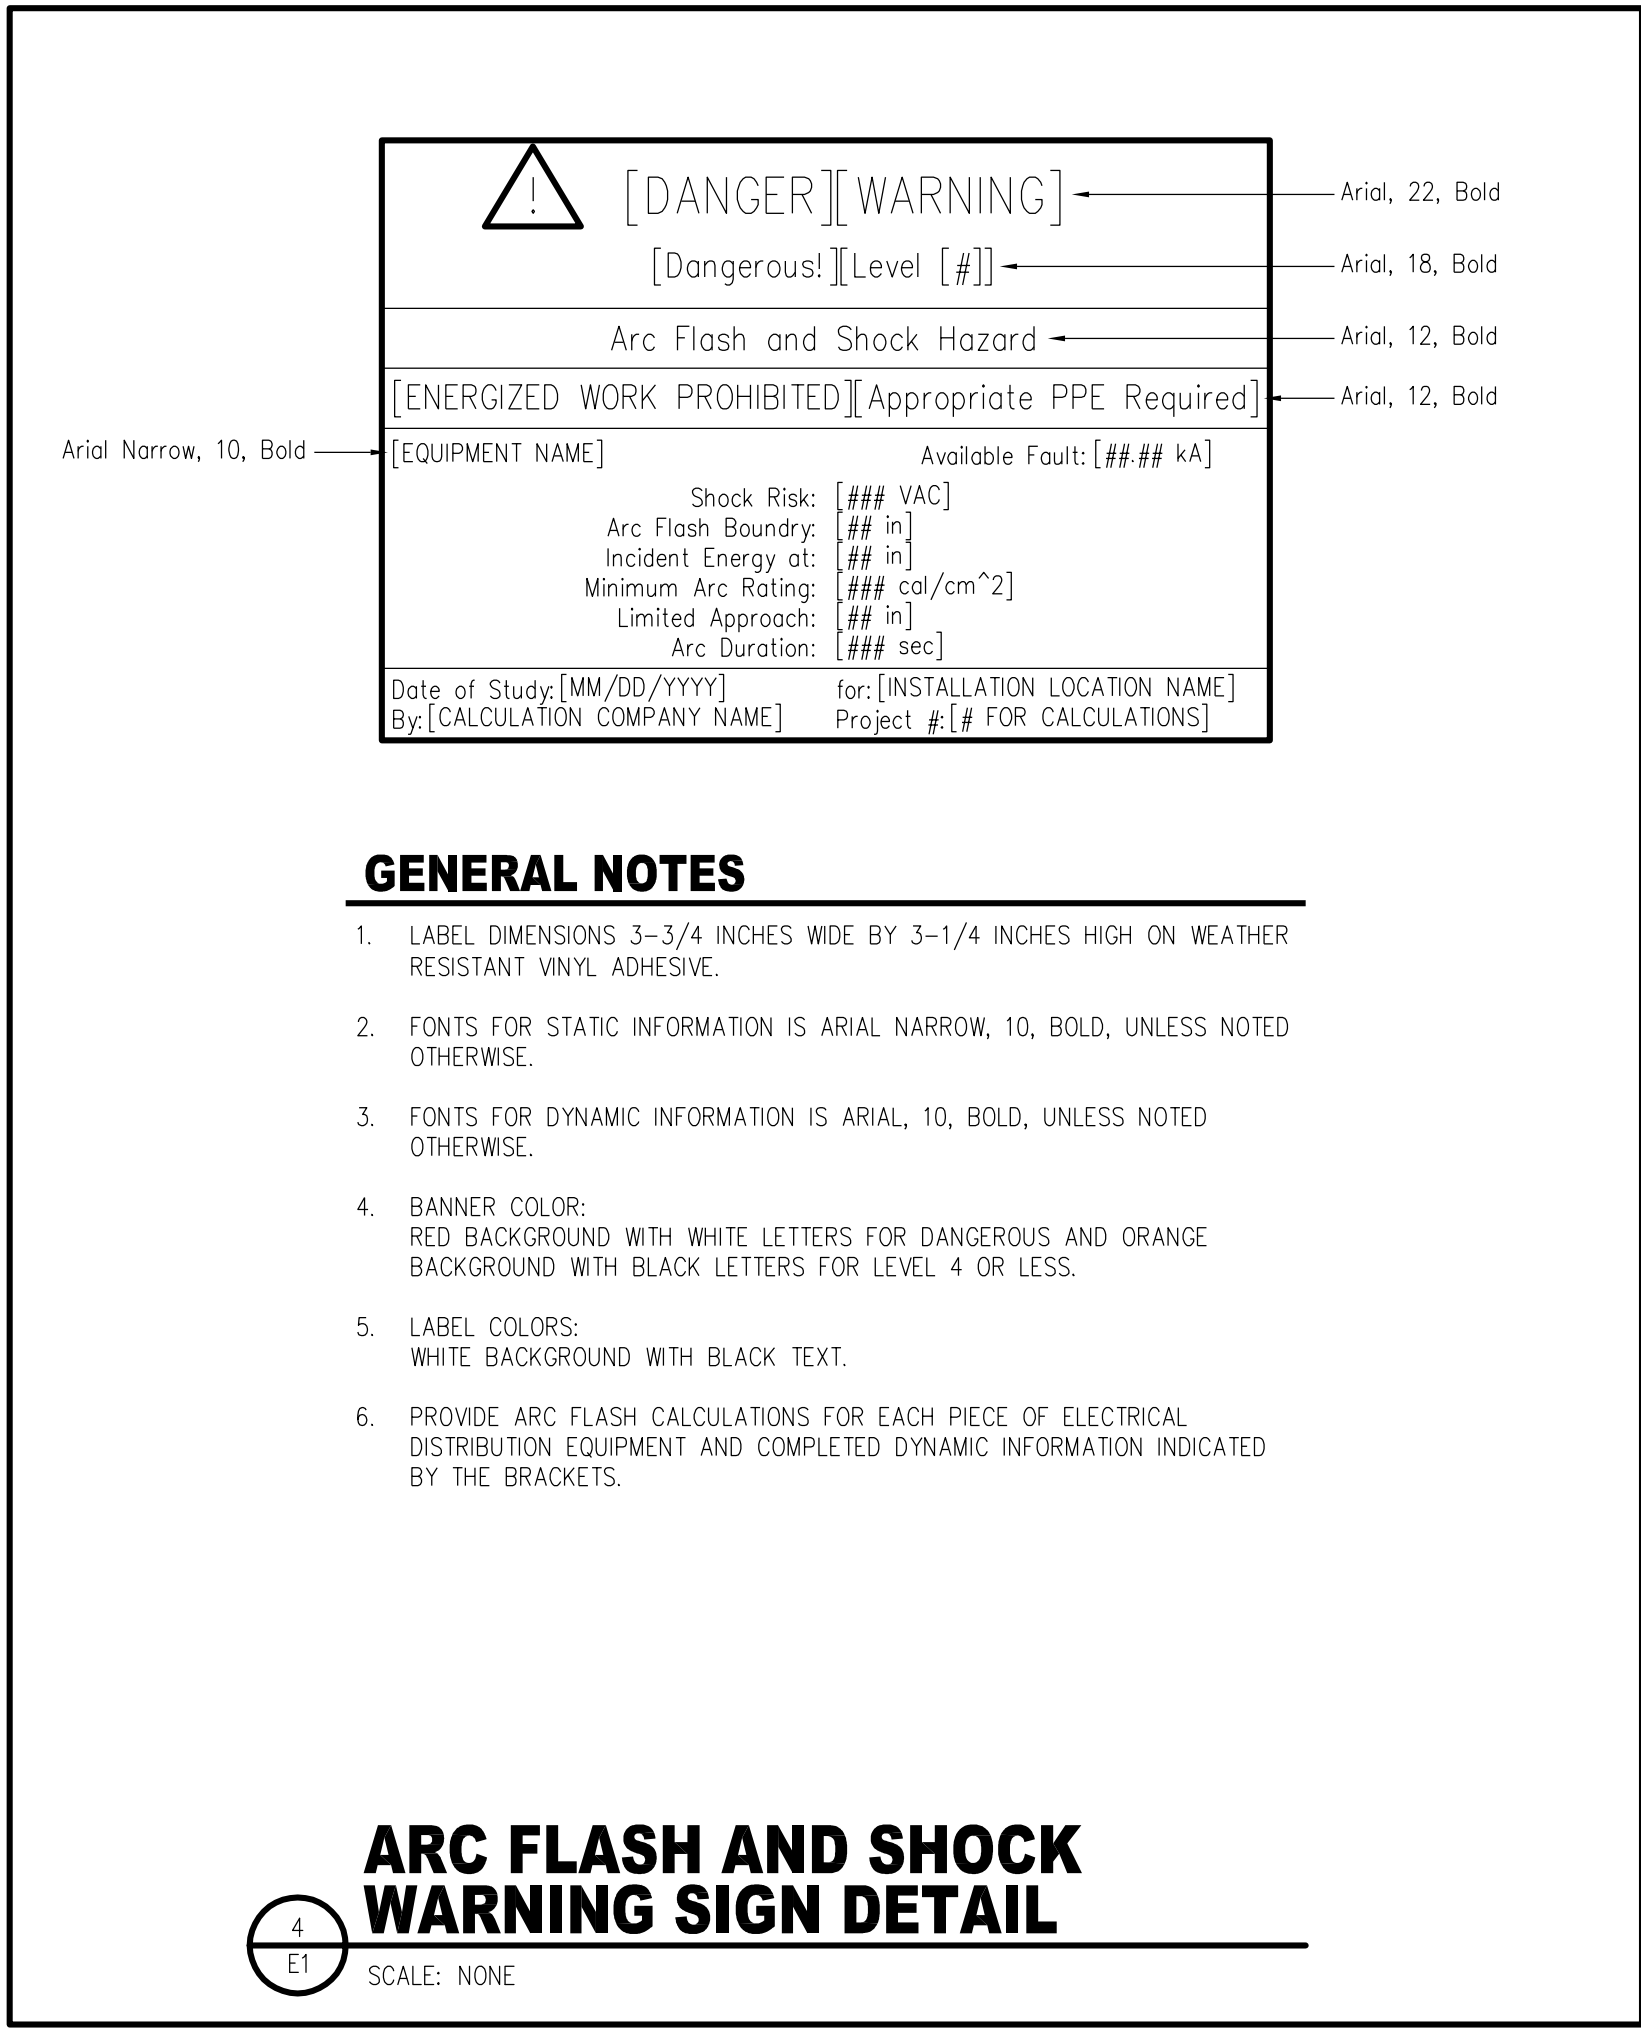 !
[DANGER][WARNING]
Arial, 22, Bold
[Dangerous!][Level [#]]
Arial, 18, Bold
Arc Flash and Shock Hazard
Arial, 12, Bold
[ENERGIZED WORK PROHIBITED][Appropriate PPE Required]
Arial, 12, Bold
Arial Narrow, 10, Bold
[EQUIPMENT NAME]
Available Fault: [##.## kA]
Shock Risk: [### VAC]
Arc Flash Boundry: [## in]
Incident Energy at: [## in]
Minimum Arc Rating: [### cal/cm^2]
Limited Approach: [## in]
Arc Duration: [### sec]
Date of Study: [MM/DD/YYYY] for: [INSTALLATION LOCATION NAME]
By: [CALCULATION COMPANY NAME] Project #: [# FOR CALCULATIONS]
GENERAL NOTES
1. LABEL DIMENSIONS 3-3/4 INCHES WIDE BY 3-1/4 INCHES HIGH ON WEATHER
RESISTANT VINYL ADHESIVE.
2. FONTS FOR STATIC INFORMATION IS ARIAL NARROW, 10, BOLD, UNLESS NOTED
OTHERWISE.
3. FONTS FOR DYNAMIC INFORMATION IS ARIAL, 10, BOLD, UNLESS NOTED
OTHERWISE.
4. BANNER COLOR:
RED BACKGROUND WITH WHITE LETTERS FOR DANGEROUS AND ORANGE
BACKGROUND WITH BLACK LETTERS FOR LEVEL 4 OR LESS.
5. LABEL COLORS:
WHITE BACKGROUND WITH BLACK TEXT.
6. PROVIDE ARC FLASH CALCULATIONS FOR EACH PIECE OF ELECTRICAL
DISTRIBUTION EQUIPMENT AND COMPLETED DYNAMIC INFORMATION INDICATED
BY THE BRACKETS.
ARC FLASH AND SHOCK
WARNING SIGN DETAIL
4
E1
SCALE: NONE